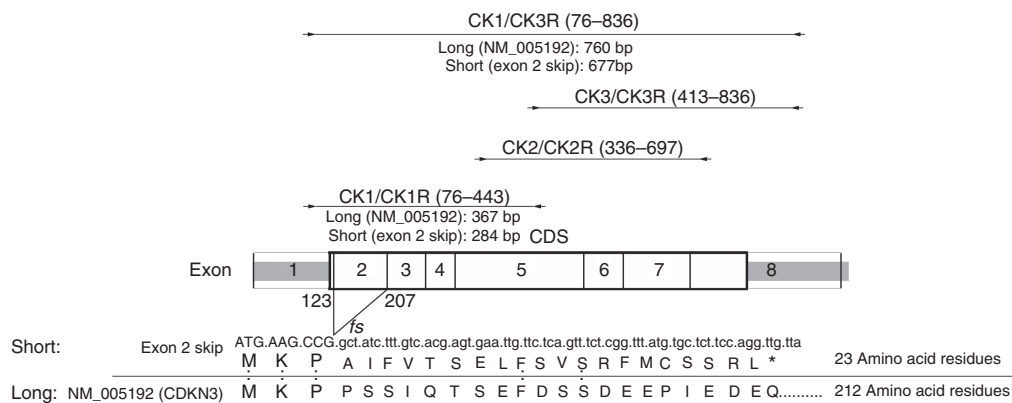 CK1/CK3R (76–836)
Long (NM_005192): 760 bp
Short (exon 2 skip): 677bp
CK3/CK3R (413–836)
CK2/CK2R (336–697)
CK1/CK1R (76–443)
Long (NM_005192): 367 bp
Short (exon 2 skip): 284 bp CDS
Exon 1 2 3 4 5 6 7 8
123 207
fs
Short: Exon 2 skip ATG.AAG.CCG.gct.atc.ttt.gtc.acg.agt.gaa.ttg.ttc.tca.gtt.tct.cgg.ttt.atg.tgc.tct.tcc.agg.ttg.tta
M K P A I F V T S E L F S V S R F M C S S R L * 23 Amino acid residues
Long: NM_005192 (CDKN3) M K P P S S I Q T S E F D S S D E E P I E D E Q.......... 212 Amino acid residues